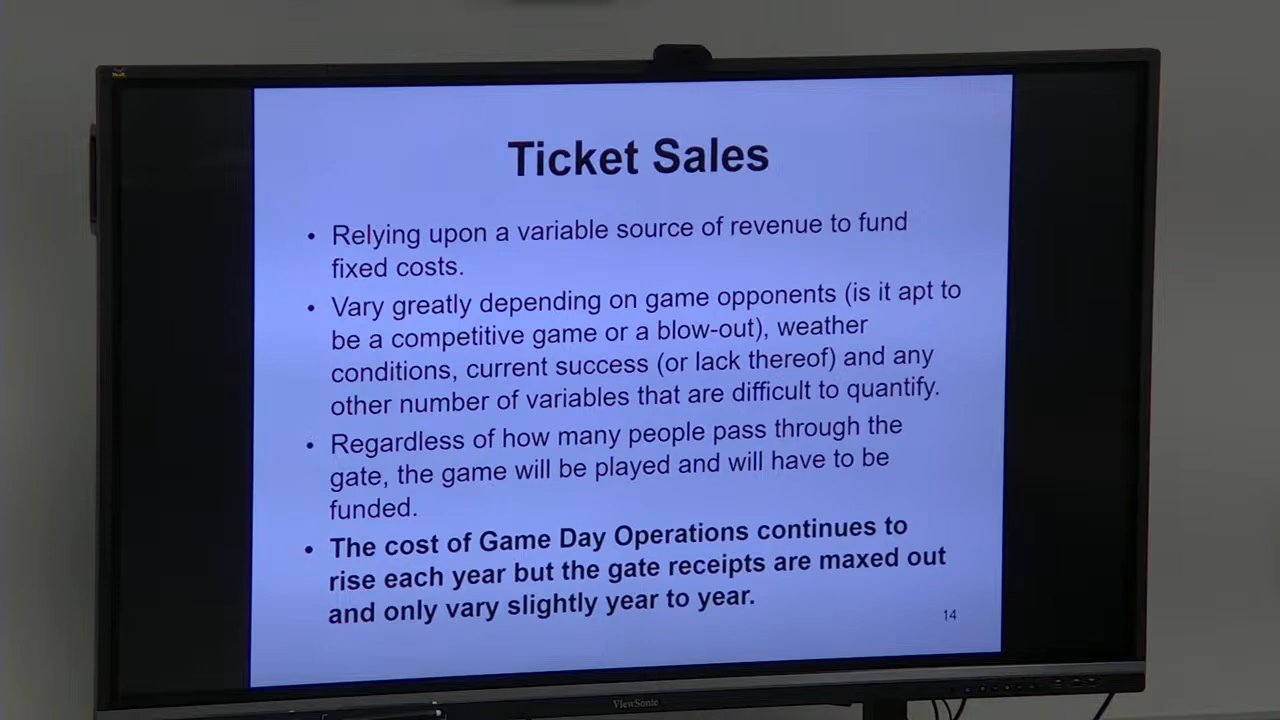 Ticket Sales
• Relying upon a variable source of revenue to fund
fixed costs.
• Vary greatly depending on game opponents (is it apt to
be a competitive game or a blow-out), weather
conditions, current success (or lack thereof) and any
other number of variables that are difficult to quantify.
• Regardless of how many people pass through the
gate, the game will be played and will have to be
funded.
• The cost of Game Day Operations continues to
rise each year but the gate receipts are maxed out
and only vary slightly year to year.
14
ViewSonic